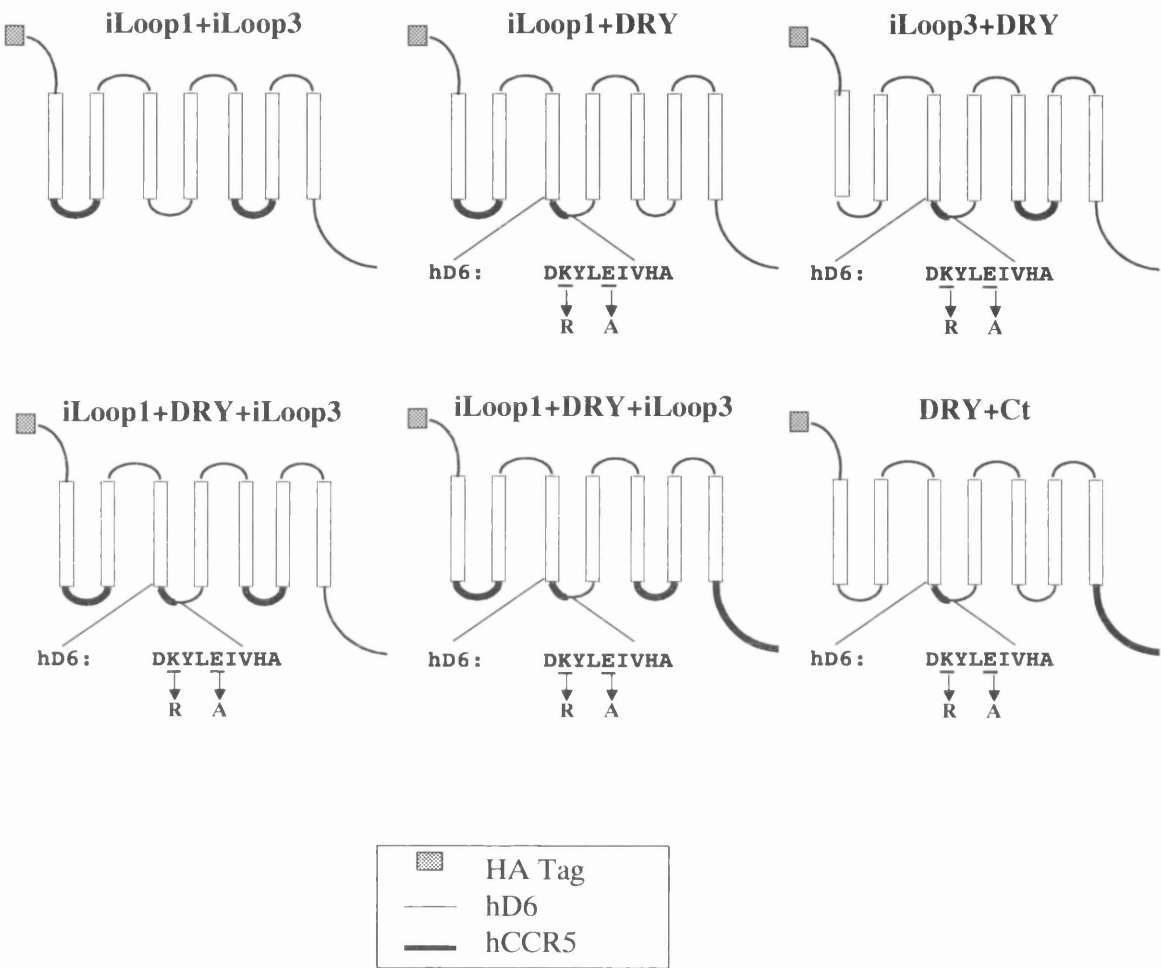 iLoop1+iLoop3
iLoop1+DRY
hD6: DKYLEIVHA
R A
iLoop3+DRY
hD6: DKYLEIVHA
R A
iLoop1+DRY+iLoop3
hD6: DKYLEIVHA
R A
iLoop1+DRY+iLoop3
hD6: DKYLEIVHA
R A
DRY+Ct
hD6: DKYLEIVHA
R A
HA Tag
hD6
hCCR5